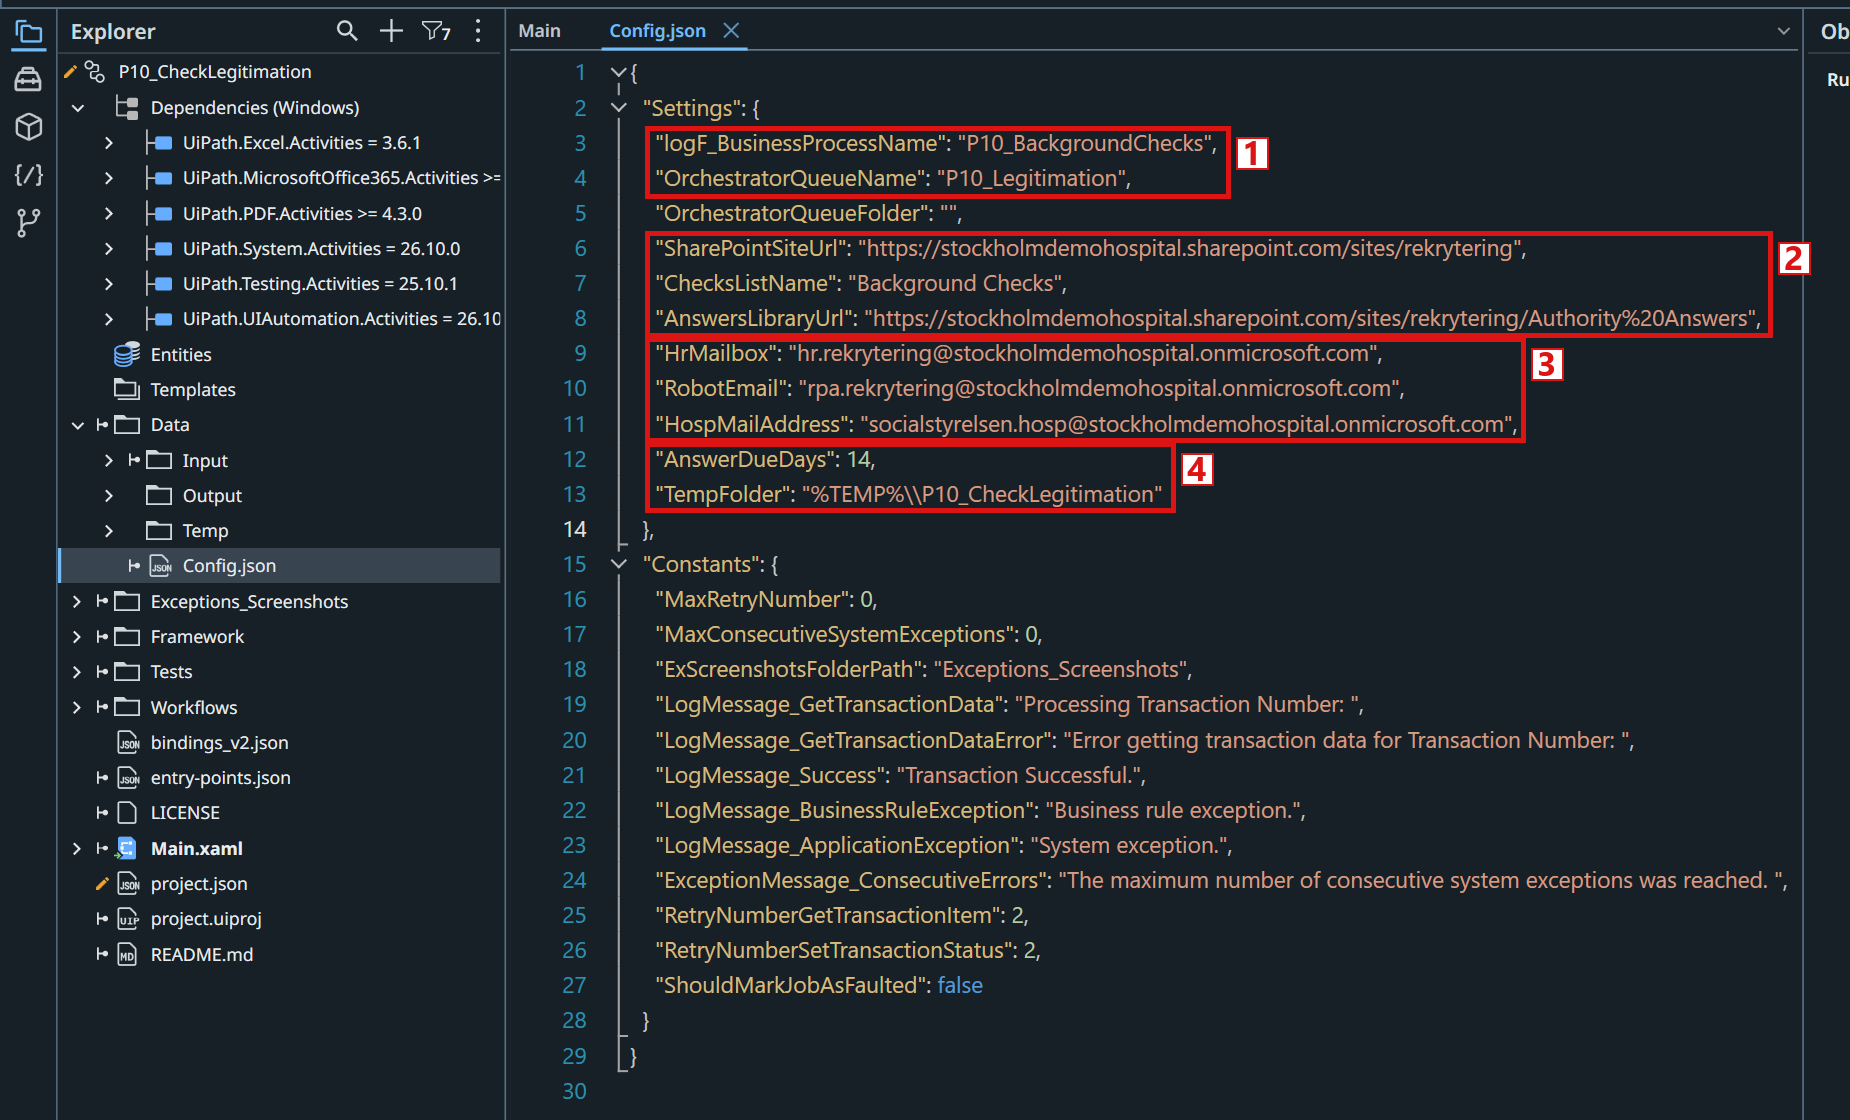 Explorer
7
P10_CheckLegitimation
Dependencies (Windows)
UiPath.Excel.Activities = 3.6.1
UiPath.MicrosoftOffice365.Activities >=
UiPath.PDF.Activities >= 4.3.0
UiPath.System.Activities = 26.10.0
UiPath.Testing.Activities = 25.10.1
UiPath.UIAutomation.Activities = 26.10
Entities
Templates
Data
Input
Output
Temp
JSON Config.json
Exceptions_Screenshots
Framework
Tests
Workflows
JSON bindings_v2.json
JSON entry-points.json
LICENSE
Main.xaml
JSON project.json
UIP project.uiproj
MD README.md
Main
Config.json
1 {
2 "Settings": {
3 "logF_BusinessProcessName": "P10_BackgroundChecks",
1
4 "OrchestratorQueueName": "P10_Legitimation",
5 "OrchestratorQueueFolder": "",
6 "SharePointSiteUrl": "https://stockholmdemohospital.sharepoint.com/sites/rekrytering",
2
7 "ChecksListName": "Background Checks",
8 "AnswersLibraryUrl": "https://stockholmdemohospital.sharepoint.com/sites/rekrytering/Authority%20Answers",
9 "HrMailbox": "hr.rekrytering@stockholmdemohospital.onmicrosoft.com",
3
10 "RobotEmail": "rpa.rekrytering@stockholmdemohospital.onmicrosoft.com",
11 "HospMailAddress": "socialstyrelsen.hosp@stockholmdemohospital.onmicrosoft.com",
12 "AnswerDueDays": 14,
4
13 "TempFolder": "%TEMP%\\P10_CheckLegitimation"
14 },
15 "Constants": {
16 "MaxRetryNumber": 0,
17 "MaxConsecutiveSystemExceptions": 0,
18 "ExScreenshotsFolderPath": "Exceptions_Screenshots",
19 "LogMessage_GetTransactionData": "Processing Transaction Number: ",
20 "LogMessage_GetTransactionDataError": "Error getting transaction data for Transaction Number: ",
21 "LogMessage_Success": "Transaction Successful.",
22 "LogMessage_BusinessRuleException": "Business rule exception.",
23 "LogMessage_ApplicationException": "System exception.",
24 "ExceptionMessage_ConsecutiveErrors": "The maximum number of consecutive system exceptions was reached. ",
25 "RetryNumberGetTransactionItem": 2,
26 "RetryNumberSetTransactionStatus": 2,
27 "ShouldMarkJobAsFaulted": false
28 }
29 }
30
Ob
Ru